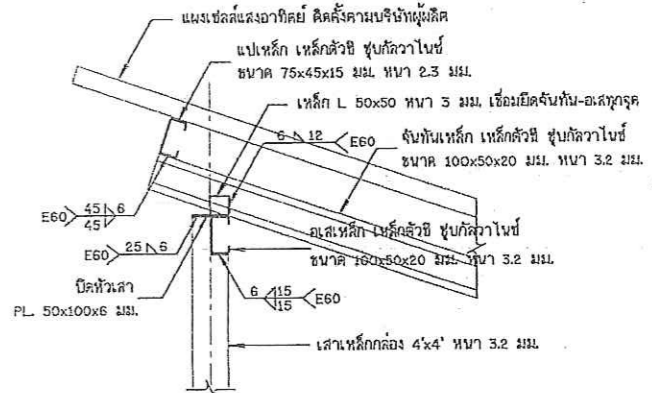 แผงเซลล์แสงอาทิตย์ ติดตั้งตามบริษัทผู้ผลิต
แปเหล็ก เหล็กตัวซี ชุบกัลวาไนซ์
ขนาด 75x45x15 มม. หนา 2.3 มม.
เหล็ก L 50x50 หนา 3 มม. เชื่อมยึดจันทัน-อเสทุกจุด
6 12 E60
จันทันเหล็ก เหล็กตัวซี ชุบกัลวาไนซ์
ขนาด 100x50x20 มม. หนา 3.2 มม.
E60 45 6
45
อเสเหล็ก เหล็กตัวซี ชุบกัลวาไนซ์
ขนาด 100x50x20 มม. หนา 3.2 มม.
E60 25 6
ปิดหัวเสา
PL. 50x100x6 มม.
6 15 E60
15
เสาเหล็กกล่อง 4'x4' หนา 3.2 มม.